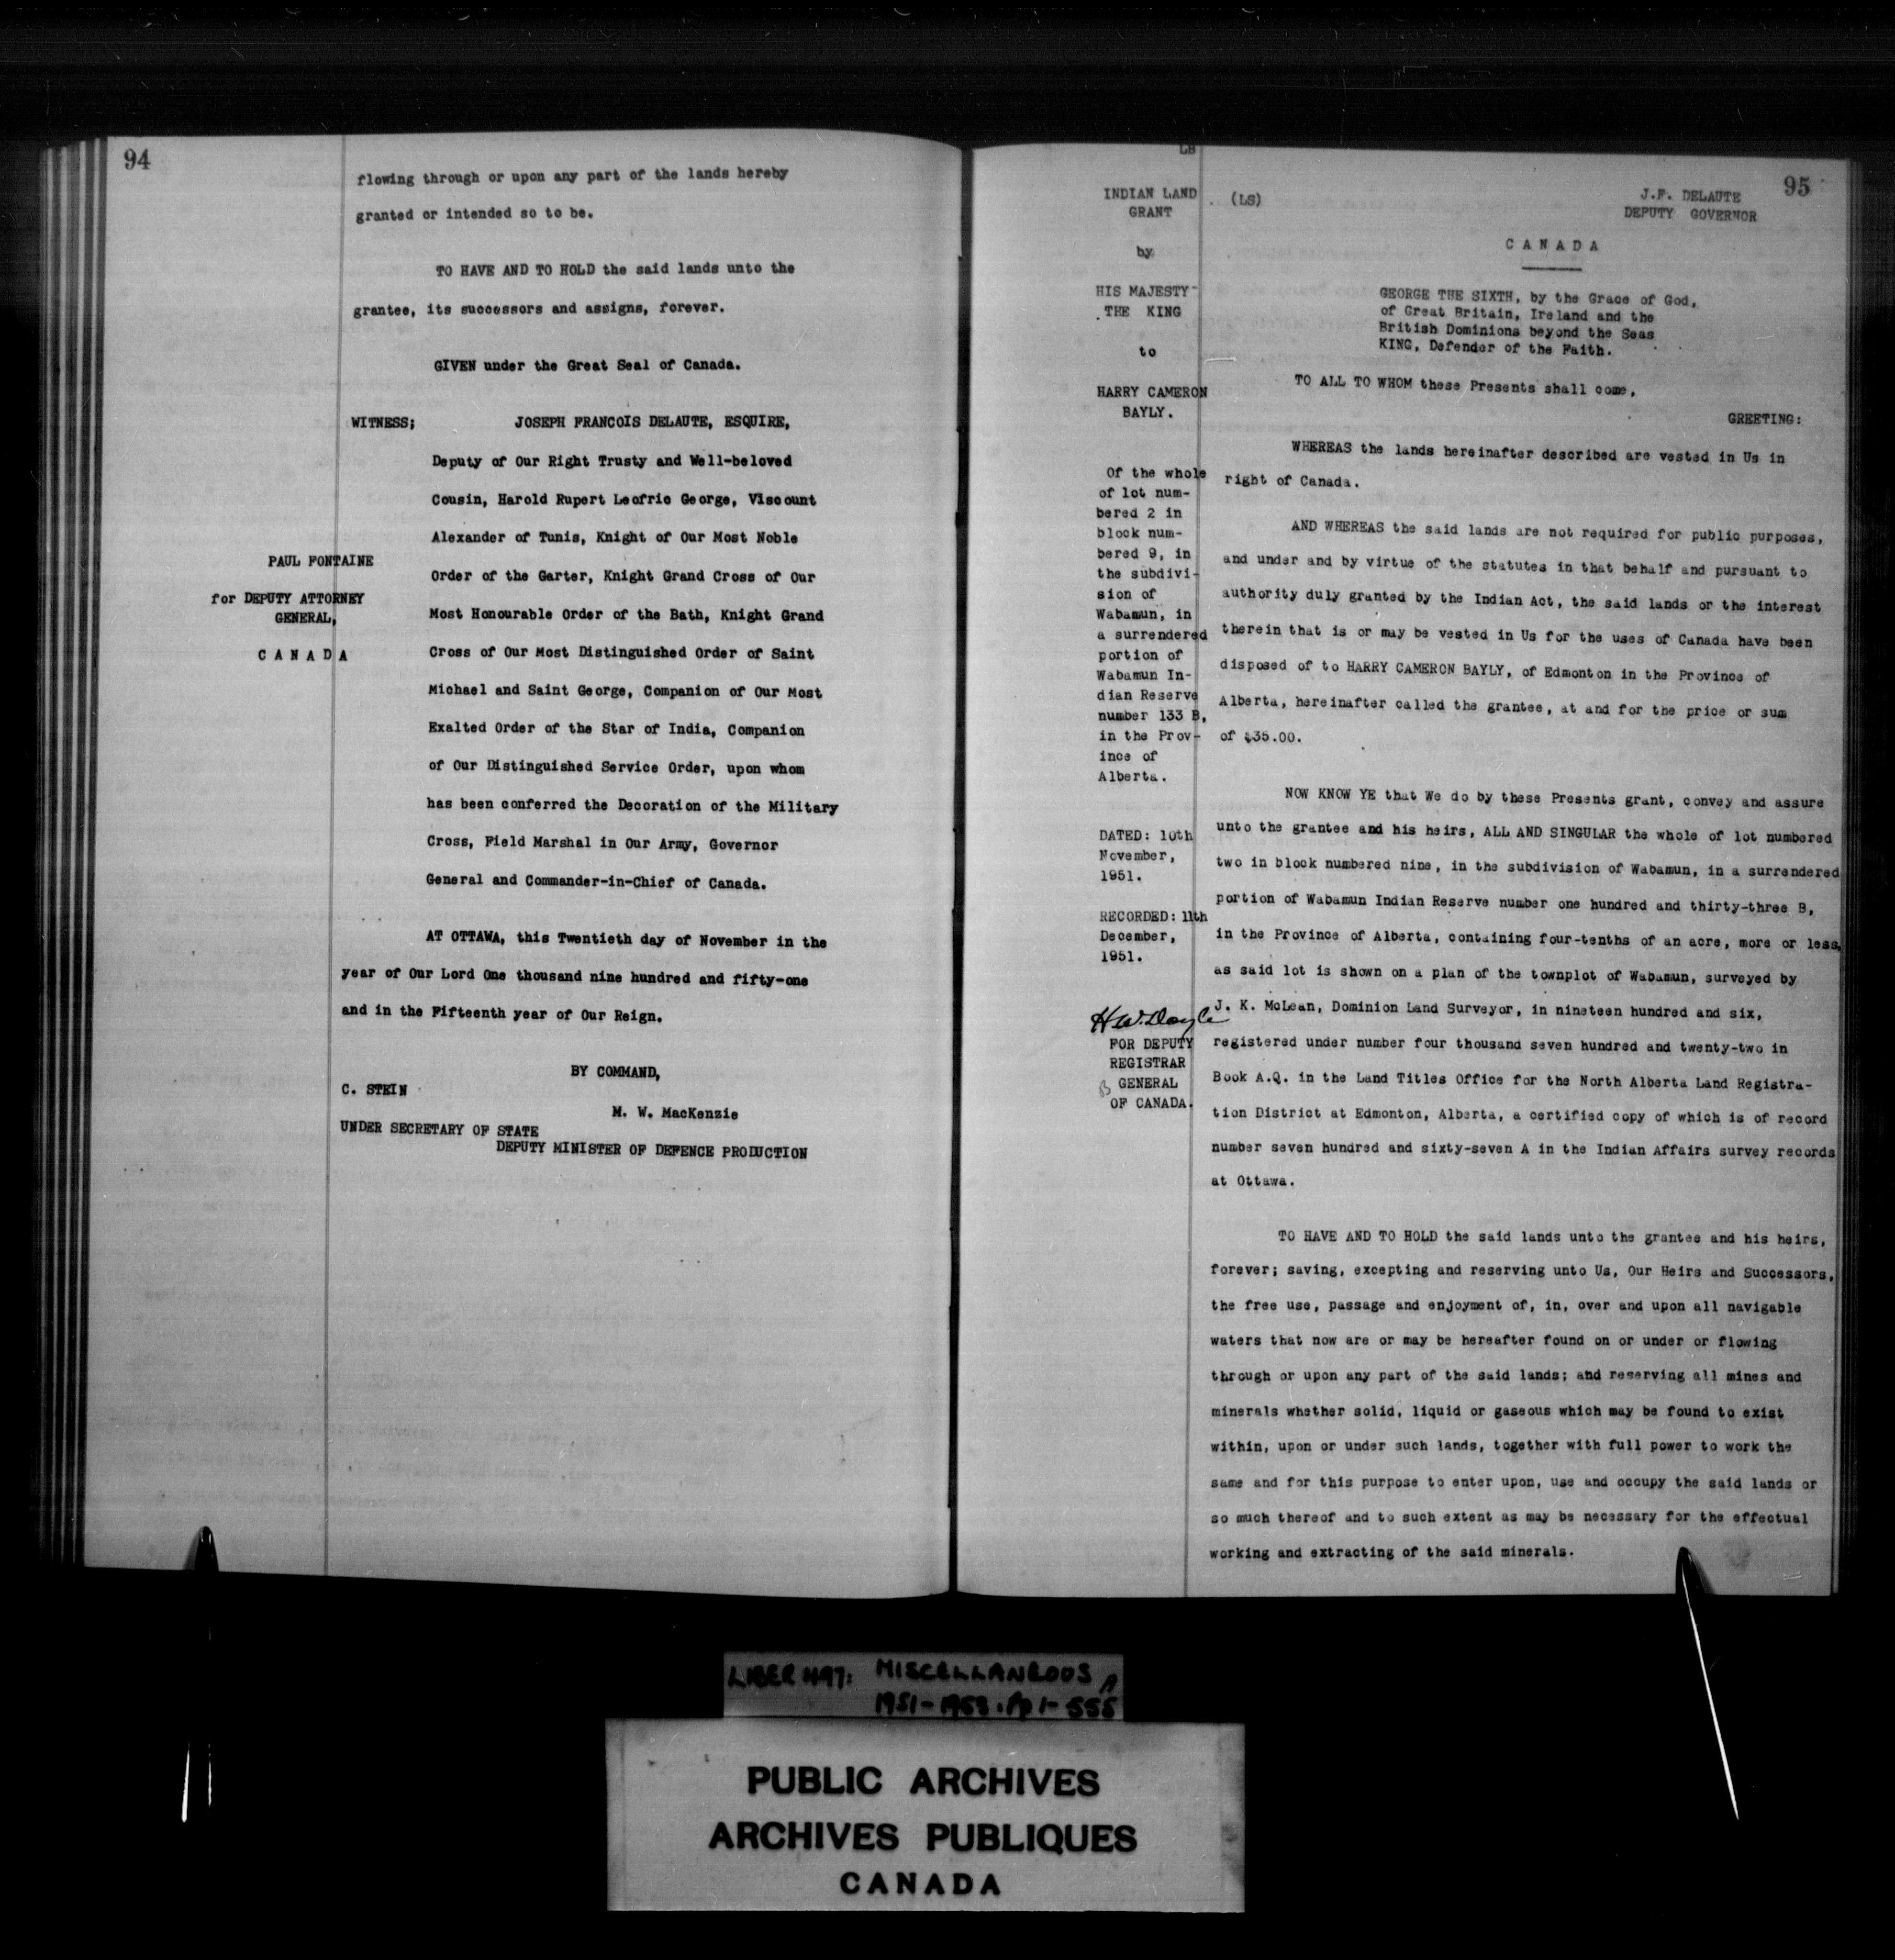 94
flowing through or upon any part of the lands hereby
granted or intended so to be.
TO HAVE AND TO HOLD the said lands unto the
grantee, its successors and assigns, forever.
GIVEN under the Great Seal of Canada.
WITNESS; JOSEPH FRANCOIS DELAUTE, ESQUIRE,
Deputy of Our Right Trusty and Well-beloved
Cousin, Harold Rupert Leofric George, Viscount
Alexander of Tunis, Knight of Our Most Noble
Order of the Garter, Knight Grand Cross of Our
Most Honourable Order of the Bath, Knight Grand
Cross of Our Most Distinguished Order of Saint
Michael and Saint George, Companion of Our Most
Exalted Order of the Star of India, Companion
of Our Distinguished Service Order, upon whom
has been conferred the Decoration of the Military
Cross, Field Marshal in Our Army, Governor
General and Commander-in-Chief of Canada.
PAUL FONTAINE
for DEPUTY ATTORNEY
GENERAL,
C A N A D A
AT OTTAWA, this Twentieth day of November in the
year of Our Lord One thousand nine hundred and fifty-one
and in the Fifteenth year of Our Reign.
BY COMMAND,
C. STEIN
M. W. MacKenzie
UNDER SECRETARY OF STATE
DEPUTY MINISTER OF DEFENCE PRODUCTION
LB
INDIAN LAND
GRANT
by
HIS MAJESTY
THE KING
to
HARRY CAMERON
BAYLY.
Of the whole
of lot num-
bered 2 in
block num-
bered 9, in
the subdivi-
sion of
Wabamun, in
a surrendered
portion of
Wabamun In-
dian Reserve
number 133 B,
in the Prov-
ince of
Alberta.
DATED: 10th
November,
1951.
RECORDED: 11th
December,
1951.
H.W. Doyle
FOR DEPUTY
REGISTRAR
GENERAL
OF CANADA.
95
(LS)
J.F. DELAUTE
DEPUTY GOVERNOR
C A N A D A
GEORGE THE SIXTH, by the Grace of God,
of Great Britain, Ireland and the
British Dominions beyond the Seas
KING, Defender of the Faith.
TO ALL TO WHOM these Presents shall come,
GREETING:
WHEREAS the lands hereinafter described are vested in Us in
right of Canada.
AND WHEREAS the said lands are not required for public purposes,
and under and by virtue of the statutes in that behalf and pursuant to
authority duly granted by the Indian Act, the said lands or the interest
therein that is or may be vested in Us for the uses of Canada have been
disposed of to HARRY CAMERON BAYLY, of Edmonton in the Province of
Alberta, hereinafter called the grantee, at and for the price or sum
of $35.00.
NOW KNOW YE that We do by these Presents grant, convey and assure
unto the grantee and his heirs, ALL AND SINGULAR the whole of lot numbered
two in block numbered nine, in the subdivision of Wabamun, in a surrendered
portion of Wabamun Indian Reserve number one hundred and thirty-three B,
in the Province of Alberta, containing four-tenths of an acre, more or less,
as said lot is shown on a plan of the townplot of Wabamun, surveyed by
J. K. McLean, Dominion Land Surveyor, in nineteen hundred and six,
registered under number four thousand seven hundred and twenty-two in
Book A.Q. in the Land Titles Office for the North Alberta Land Registra-
tion District at Edmonton, Alberta, a certified copy of which is of record
number seven hundred and sixty-seven A in the Indian Affairs survey records
at Ottawa.
TO HAVE AND TO HOLD the said lands unto the grantee and his heirs,
forever; saving, excepting and reserving unto Us, Our Heirs and Successors,
the free use, passage and enjoyment of, in, over and upon all navigable
waters that now are or may be hereafter found on or under or flowing
through or upon any part of the said lands; and reserving all mines and
minerals whether solid, liquid or gaseous which may be found to exist
within, upon or under such lands, together with full power to work the
same and for this purpose to enter upon, use and occupy the said lands or
so much thereof and to such extent as may be necessary for the effectual
working and extracting of the said minerals.
LIBER 497: MISCELLANEOUS A
1951-1953. Pp 1-555
PUBLIC ARCHIVES
ARCHIVES PUBLIQUES
CANADA